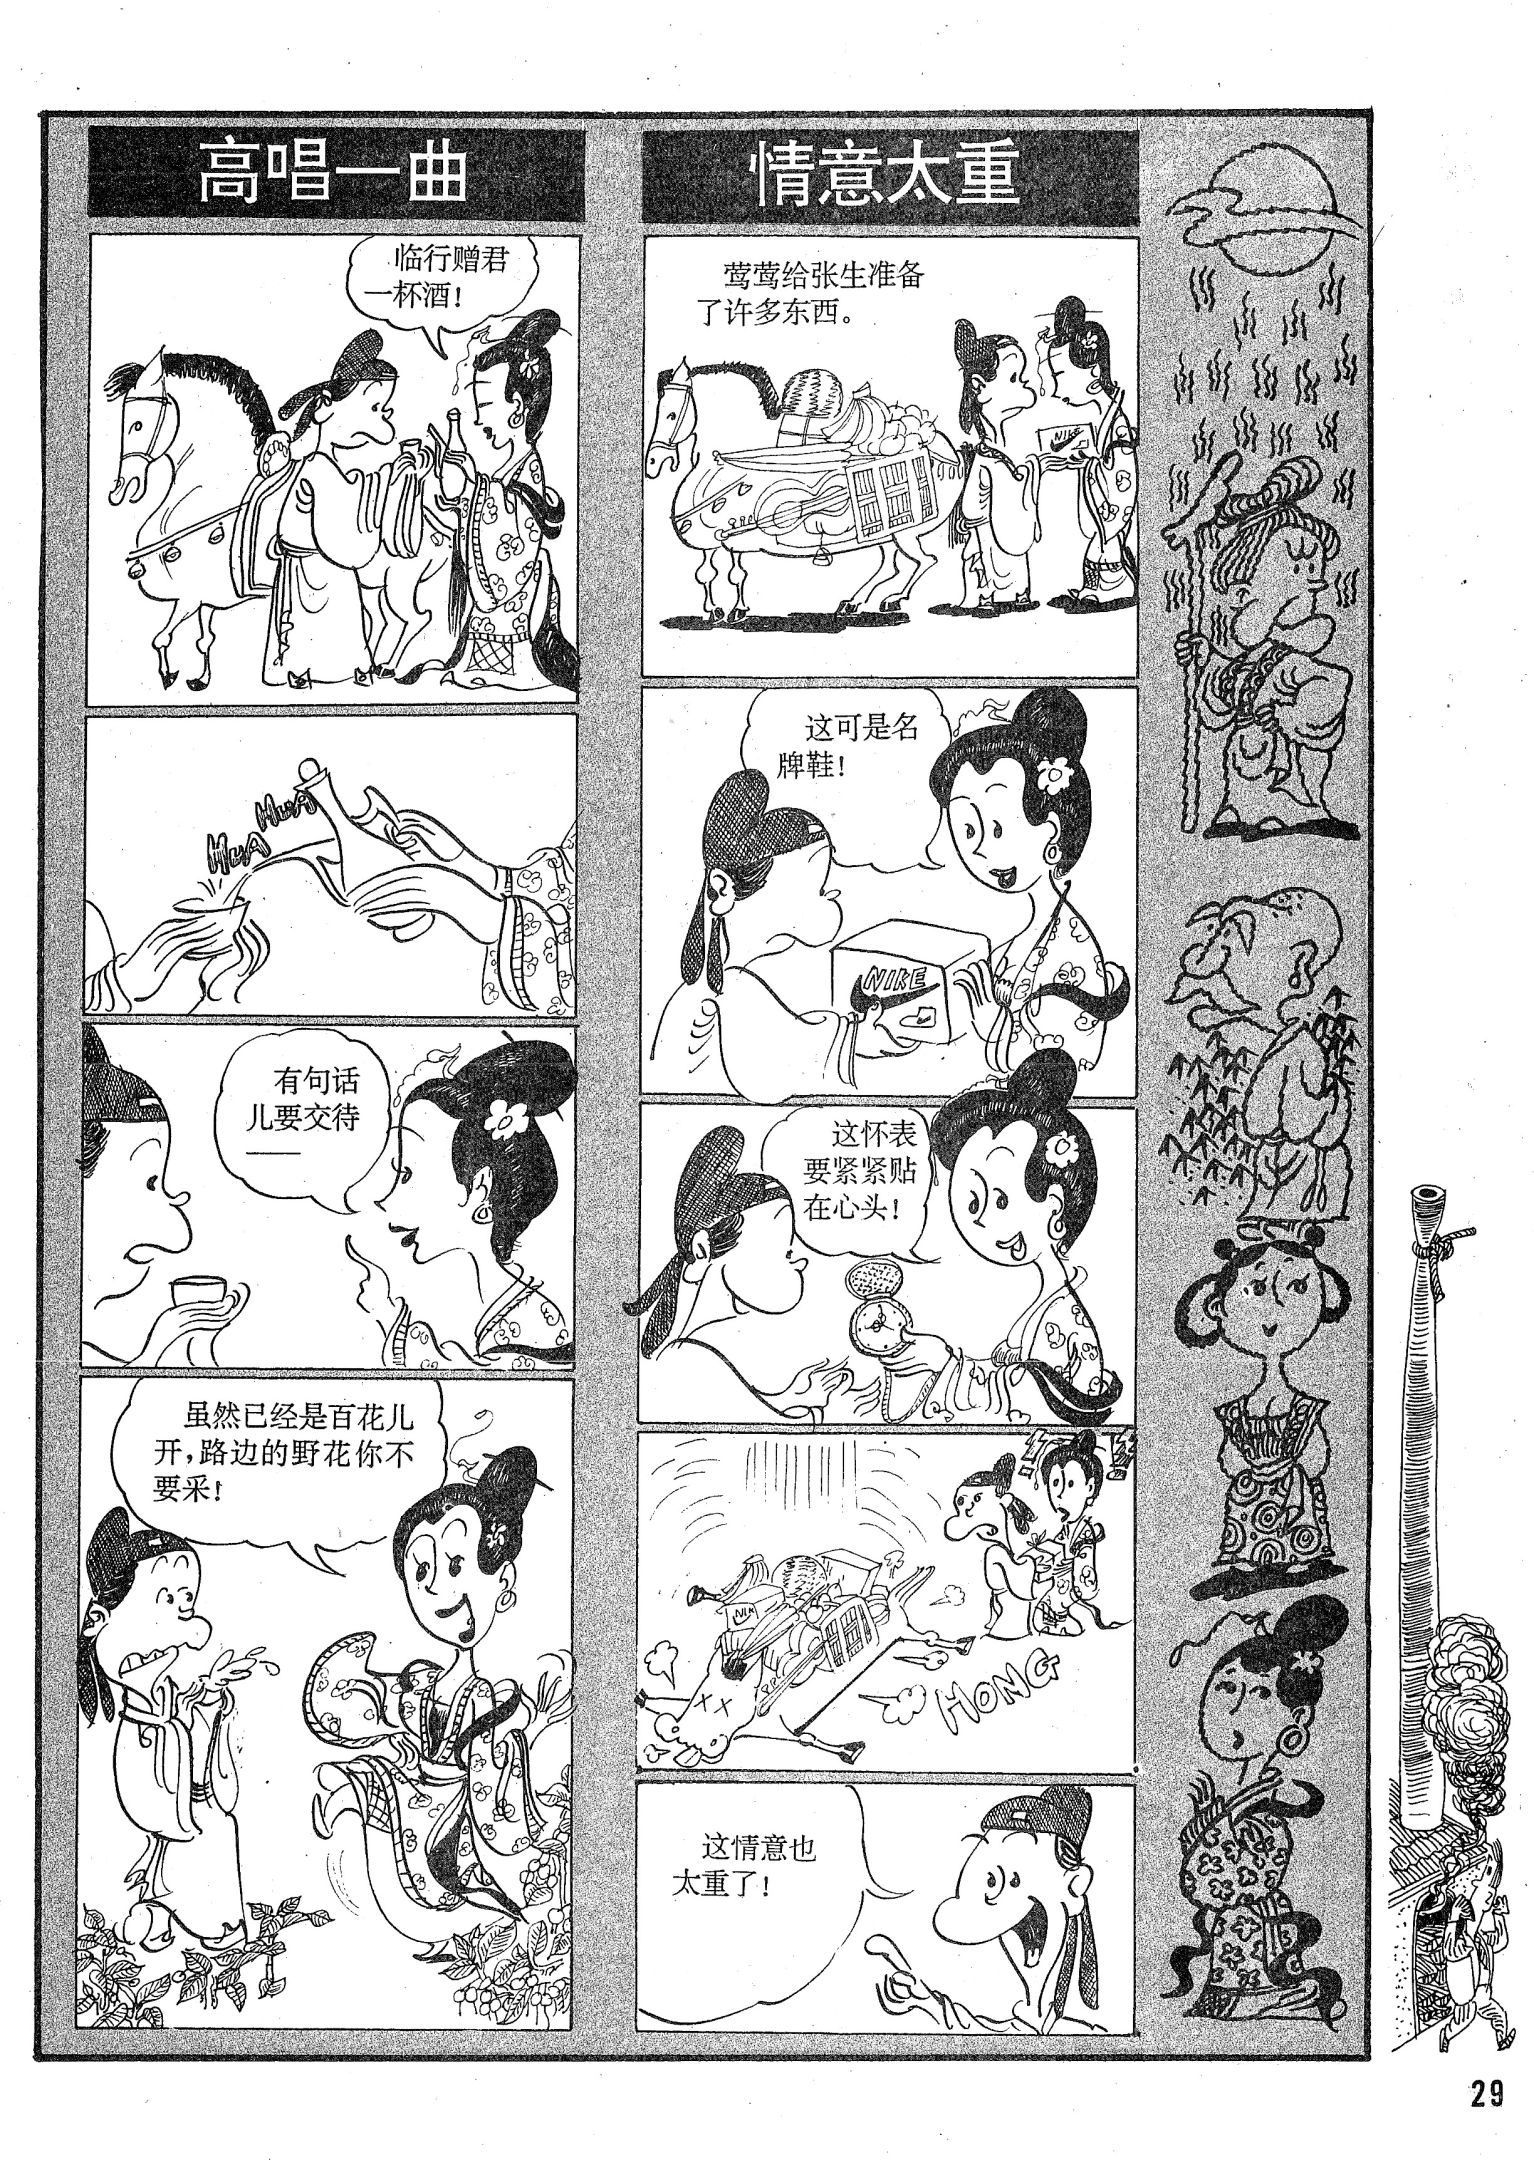 高唱一曲
临行赠君
一杯酒！
HUA
HUA
有句话
儿要交待
——
虽然已经是百花儿
开，路边的野花你不
要采！
情意太重
莺莺给张生准备
了许多东西。
NIKE
这可是名
牌鞋！
NIKE
这怀表
要紧紧贴
在心头！
NIK
HONG
这情意也
太重了！
29